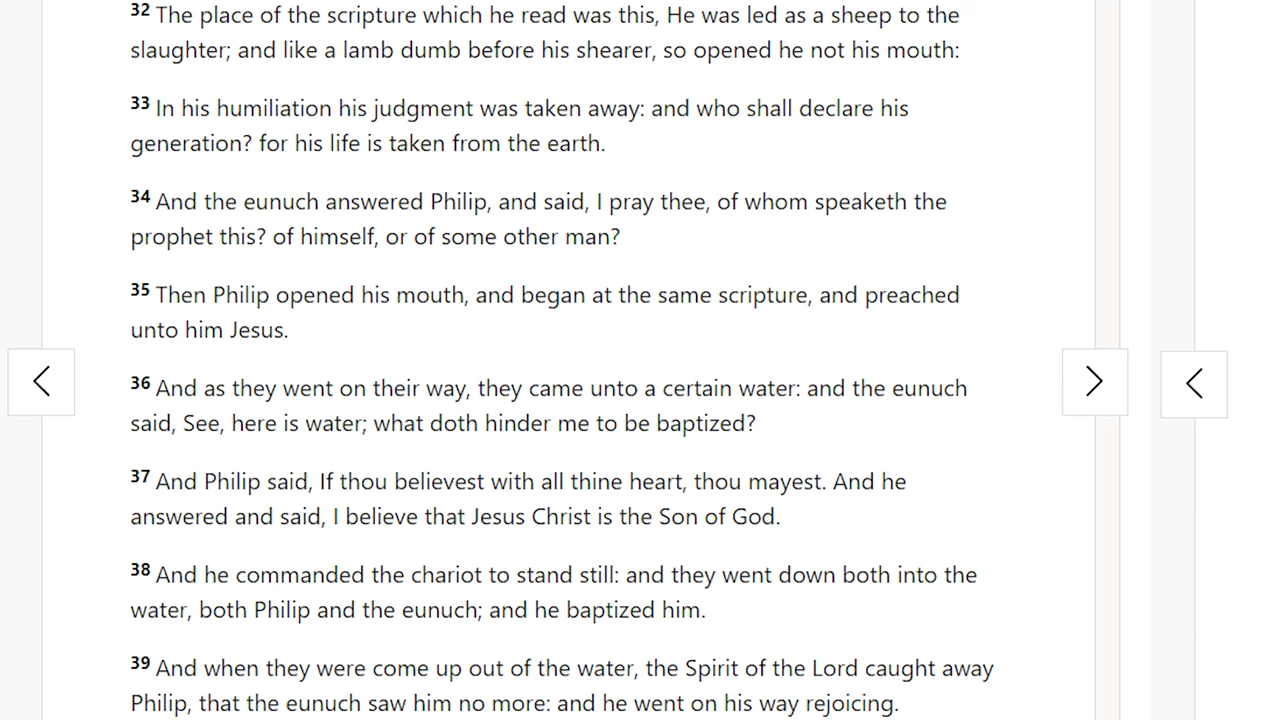 32 The place of the scripture which he read was this, He was led as a sheep to the
slaughter; and like a lamb dumb before his shearer, so opened he not his mouth:
33 In his humiliation his judgment was taken away: and who shall declare his
generation? for his life is taken from the earth.
34 And the eunuch answered Philip, and said, I pray thee, of whom speaketh the
prophet this? of himself, or of some other man?
35 Then Philip opened his mouth, and began at the same scripture, and preached
unto him Jesus.
36 And as they went on their way, they came unto a certain water: and the eunuch
said, See, here is water; what doth hinder me to be baptized?
37 And Philip said, If thou believest with all thine heart, thou mayest. And he
answered and said, I believe that Jesus Christ is the Son of God.
38 And he commanded the chariot to stand still: and they went down both into the
water, both Philip and the eunuch; and he baptized him.
39 And when they were come up out of the water, the Spirit of the Lord caught away
Philip, that the eunuch saw him no more: and he went on his way rejoicing.